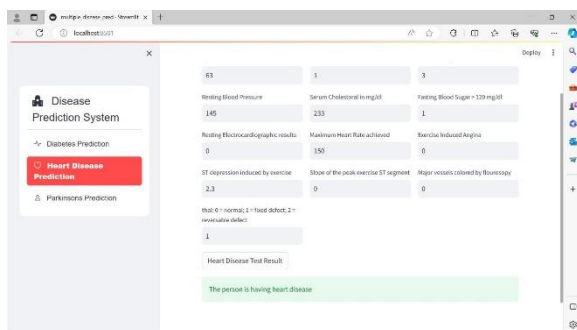 multiple disease pred · Streamlit
localhost:8501
Deploy
Disease
Prediction System
Diabetes Prediction
Heart Disease
Prediction
Parkinsons Prediction
63 1 3
Resting Blood Pressure Serum Cholestoral in mg/dl Fasting Blood Sugar > 120 mg/dl
145 233 1
Resting Electrocardiographic results Maximum Heart Rate achieved Exercise Induced Angina
0 150 0
ST depression induced by exercise Slope of the peak exercise ST segment Major vessels colored by flourosopy
2.3 0 0
thal: 0 = normal; 1 = fixed defect; 2 =
reversable defect
1
Heart Disease Test Result
The person is having heart disease